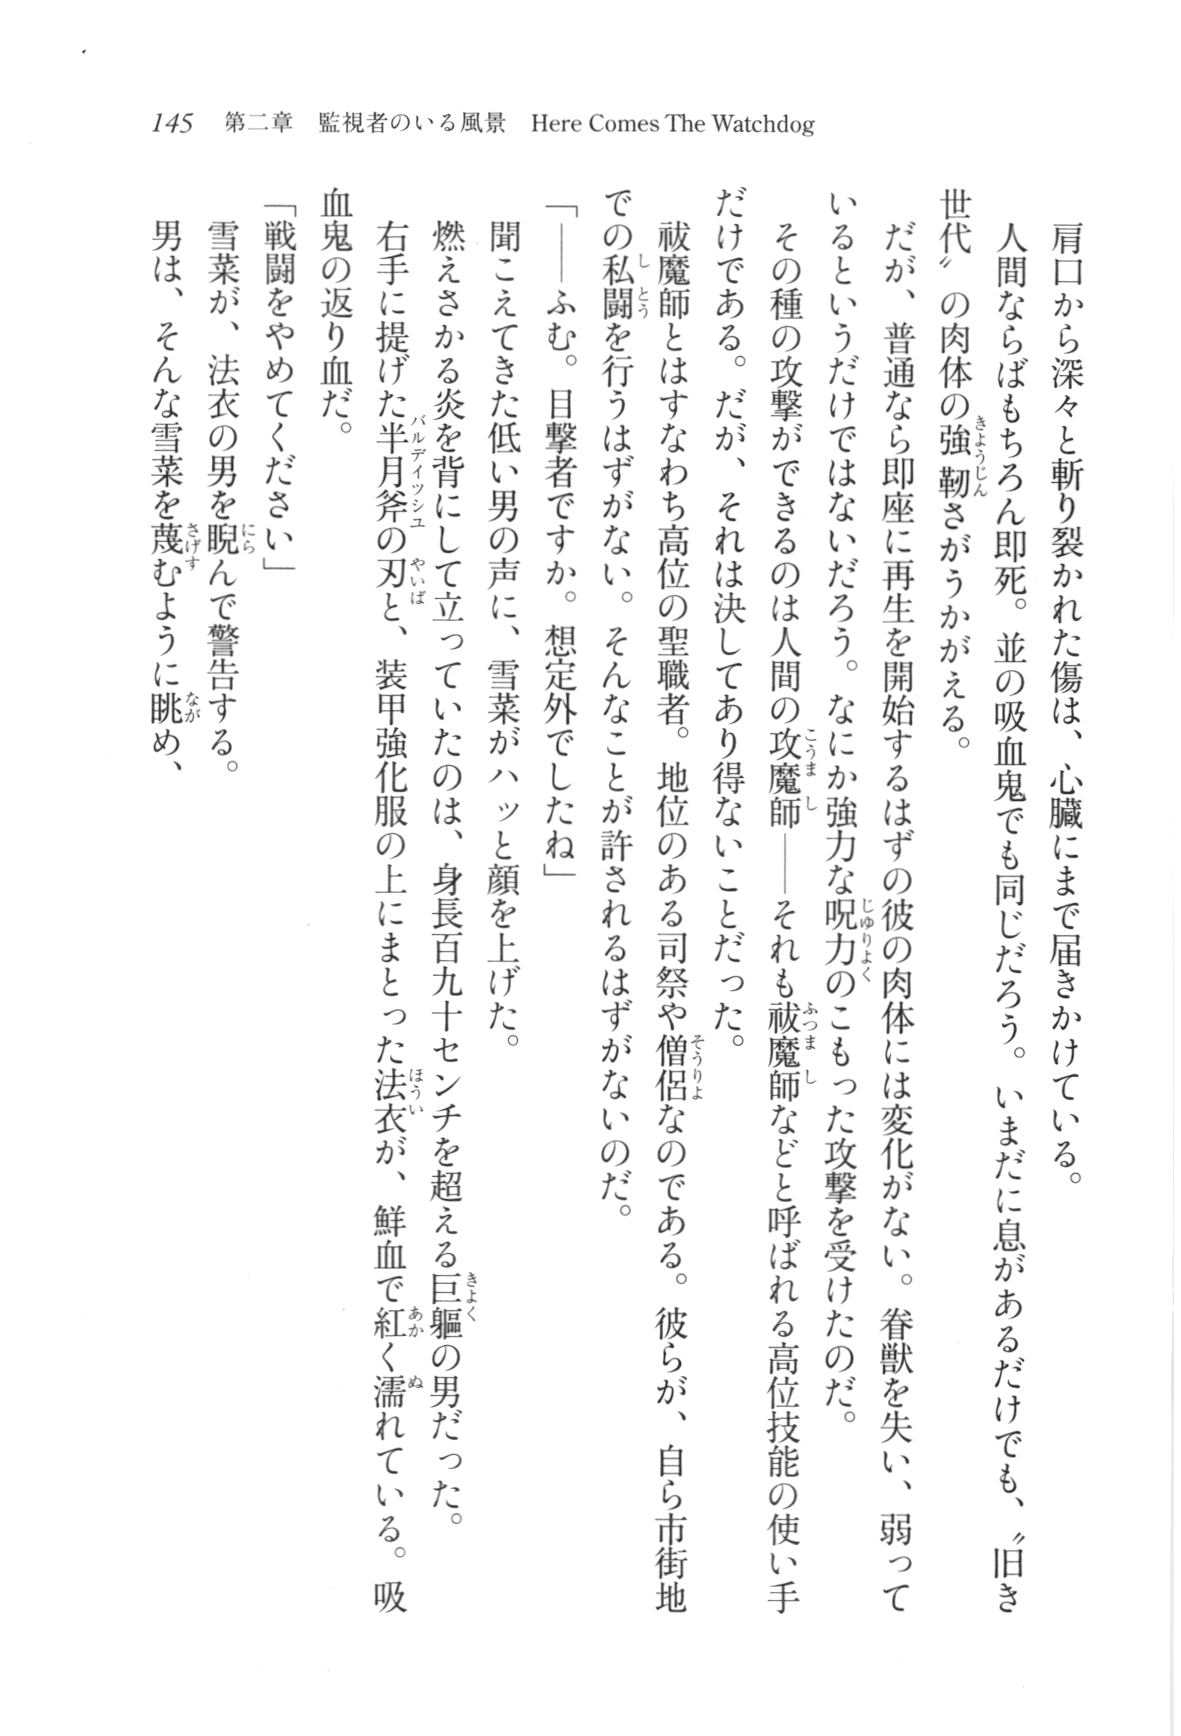 145 第二章 監視者のいる風景 Here Comes The Watchdog
肩口から深々と斬り裂かれた傷は、心臓にまで届きかけている。
人間ならばもちろん即死。並の吸血鬼でも同じだろう。いまだに息があるだけでも、〝旧き
世代〟の肉体の強靭さがうかがえる。
だが、普通なら即座に再生を開始するはずの彼の肉体には変化がない。眷獣を失い、弱って
いるというだけではないだろう。なにか強力な呪力のこもった攻撃を受けたのだ。
その種の攻撃ができるのは人間の攻魔師――それも祓魔師などと呼ばれる高位技能の使い手
だけである。だが、それは決してあり得ないことだった。
祓魔師とはすなわち高位の聖職者。地位のある司祭や僧侶なのである。彼らが、自ら市街地
での私闘を行うはずがない。そんなことが許されるはずがないのだ。
「――ふむ。目撃者ですか。想定外でしたね」
聞こえてきた低い男の声に、雪菜がハッと顔を上げた。
燃えさかる炎を背にして立っていたのは、身長百九十センチを超える巨軀の男だった。
右手に提げた半月斧の刃と、装甲強化服の上にまとった法衣が、鮮血で紅く濡れている。吸
血鬼の返り血だ。
「戦闘をやめてください」
雪菜が、法衣の男を睨んで警告する。
男は、そんな雪菜を蔑むように眺め、